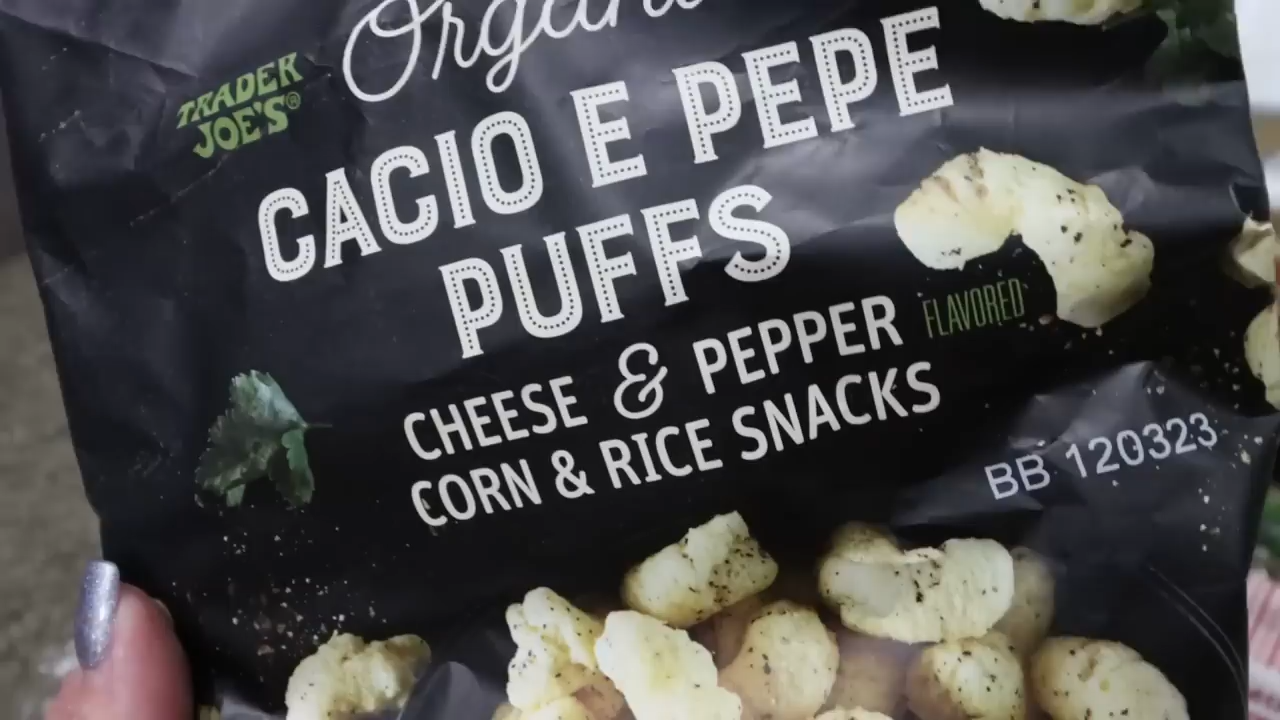 TRADER
JOE'S®
CACIO E PEPE
PUFFS
CHEESE & PEPPER FLAVORED
CORN & RICE SNACKS
BB 120323